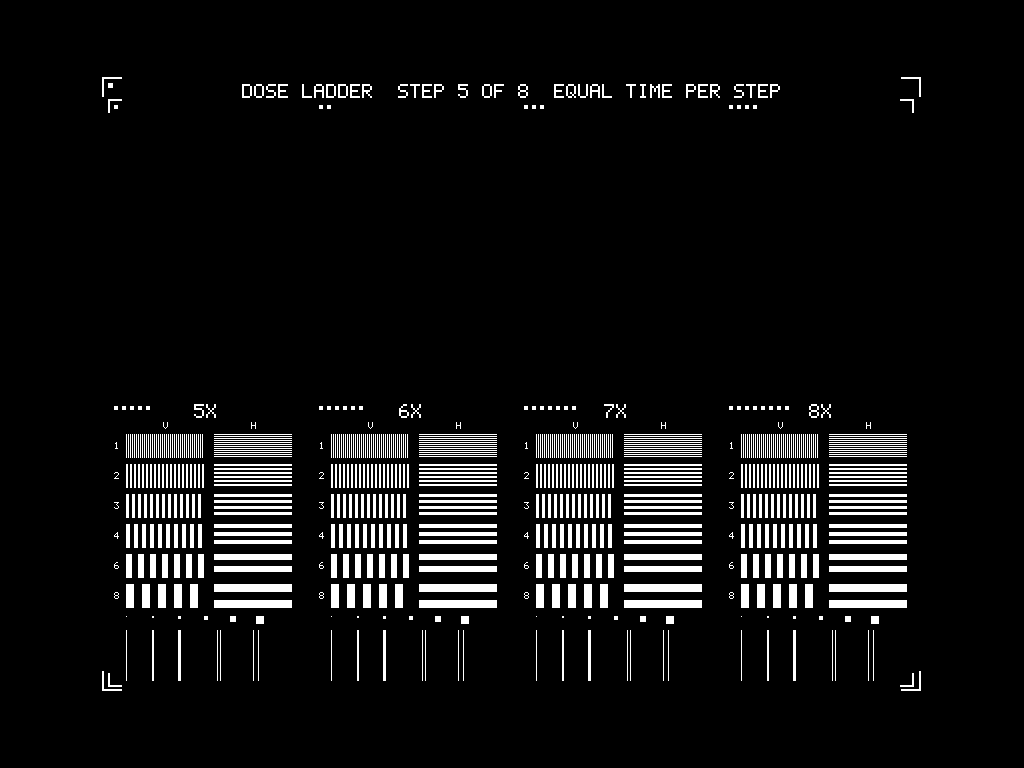 DOSE LADDER  STEP 5 OF 8  EQUAL TIME PER STEP
5X 6X 7X 8X
V H V H V H V H
1 1 1 1
2 2 2 2
3 3 3 3
4 4 4 4
6 6 6 6
8 8 8 8